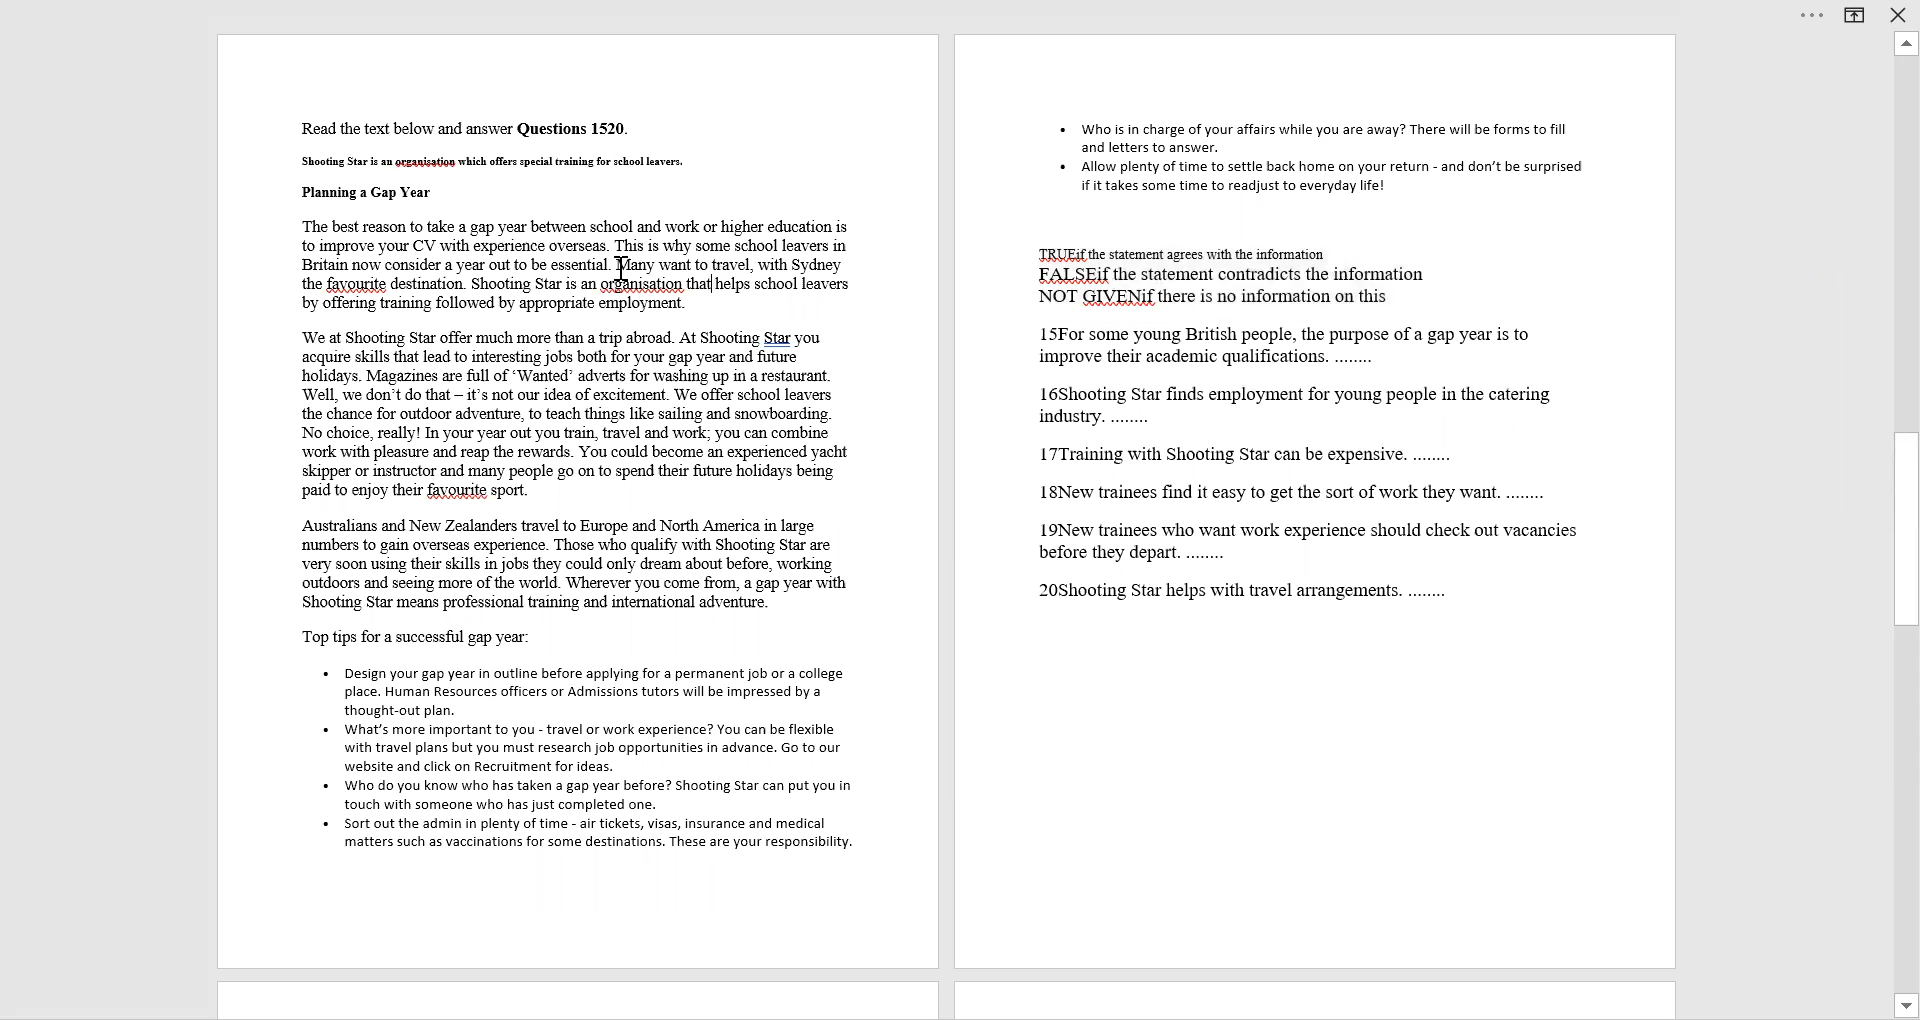 Read the text below and answer Questions 1520.
Shooting Star is an organisation which offers special training for school leavers.
Planning a Gap Year
The best reason to take a gap year between school and work or higher education is
to improve your CV with experience overseas. This is why some school leavers in
Britain now consider a year out to be essential. Many want to travel, with Sydney
the favourite destination. Shooting Star is an organisation that helps school leavers
by offering training followed by appropriate employment.
We at Shooting Star offer much more than a trip abroad. At Shooting Star you
acquire skills that lead to interesting jobs both for your gap year and future
holidays. Magazines are full of ‘Wanted’ adverts for washing up in a restaurant.
Well, we don’t do that – it’s not our idea of excitement. We offer school leavers
the chance for outdoor adventure, to teach things like sailing and snowboarding.
No choice, really! In your year out you train, travel and work; you can combine
work with pleasure and reap the rewards. You could become an experienced yacht
skipper or instructor and many people go on to spend their future holidays being
paid to enjoy their favourite sport.
Australians and New Zealanders travel to Europe and North America in large
numbers to gain overseas experience. Those who qualify with Shooting Star are
very soon using their skills in jobs they could only dream about before, working
outdoors and seeing more of the world. Wherever you come from, a gap year with
Shooting Star means professional training and international adventure.
Top tips for a successful gap year:
• Design your gap year in outline before applying for a permanent job or a college
place. Human Resources officers or Admissions tutors will be impressed by a
thought-out plan.
• What’s more important to you - travel or work experience? You can be flexible
with travel plans but you must research job opportunities in advance. Go to our
website and click on Recruitment for ideas.
• Who do you know who has taken a gap year before? Shooting Star can put you in
touch with someone who has just completed one.
• Sort out the admin in plenty of time - air tickets, visas, insurance and medical
matters such as vaccinations for some destinations. These are your responsibility.
• Who is in charge of your affairs while you are away? There will be forms to fill
and letters to answer.
• Allow plenty of time to settle back home on your return - and don’t be surprised
if it takes some time to readjust to everyday life!
TRUEif the statement agrees with the information
FALSEif the statement contradicts the information
NOT GIVENif there is no information on this
15For some young British people, the purpose of a gap year is to
improve their academic qualifications. ........
16Shooting Star finds employment for young people in the catering
industry. ........
17Training with Shooting Star can be expensive. ........
18New trainees find it easy to get the sort of work they want. ........
19New trainees who want work experience should check out vacancies
before they depart. ........
20Shooting Star helps with travel arrangements. ........